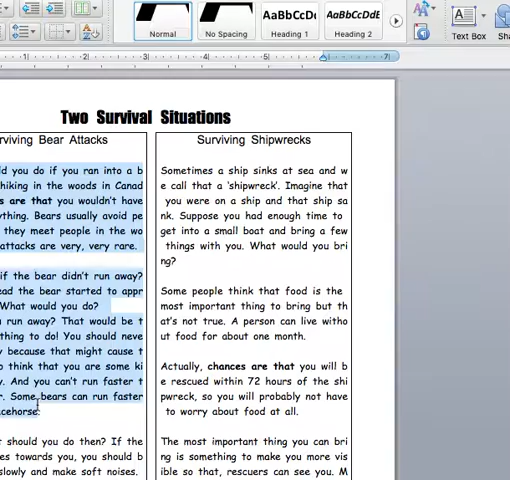 Normal
No Spacing
AaBbCcDc
Heading 1
AaBbCcDdE
Heading 2
A
Text Box
Sha
1
2
3
4
5
6
7
Two Survival Situations
rviving Bear Attacks
ld you do if you ran into a b
hiking in the woods in Canad
s are that you wouldn't have
ything. Bears usually avoid pe
they meet people in the wo
attacks are very, very rare.
if the bear didn't run away?
ead the bear started to appr
What would you do?
u run away? That would be t
thing to do! You should neve
y because that might cause t
o think that you are some ki
y. And you can't run faster t
r. Some bears can run faster
acehorse.
t should you do then? If the
es towards you, you should b
slowly and make soft noises.
Surviving Shipwrecks
Sometimes a ship sinks at sea and w
e call that a 'shipwreck'. Imagine that
you were on a ship and that ship sa
nk. Suppose you had enough time to
get into a small boat and bring a few
things with you. What would you bri
ng?
Some people think that food is the
most important thing to bring but th
at's not true. A person can live witho
ut food for about one month.
Actually, chances are that you will b
e rescued within 72 hours of the shi
pwreck, so you will probably not have
to worry about food at all.
The most important thing you can bri
ng is something to make you more vis
ible so that, rescuers can see you. M